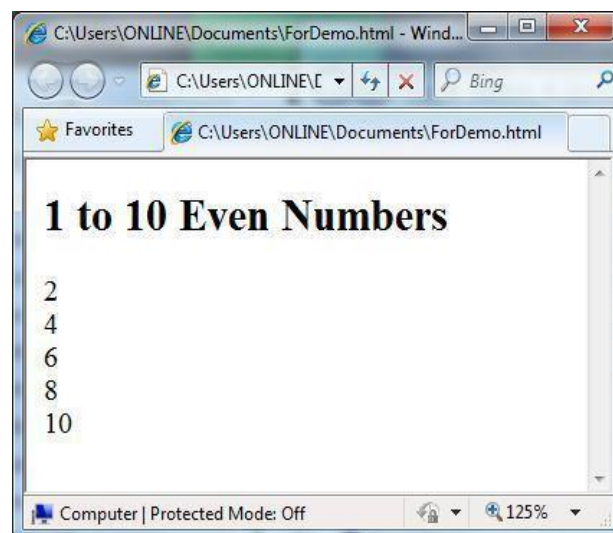 C:\Users\ONLINE\Documents\ForDemo.html - Wind...
C:\Users\ONLINE\D
Bing
Favorites
C:\Users\ONLINE\Documents\ForDemo.html
1 to 10 Even Numbers
2
4
6
8
10
Computer | Protected Mode: Off
125%